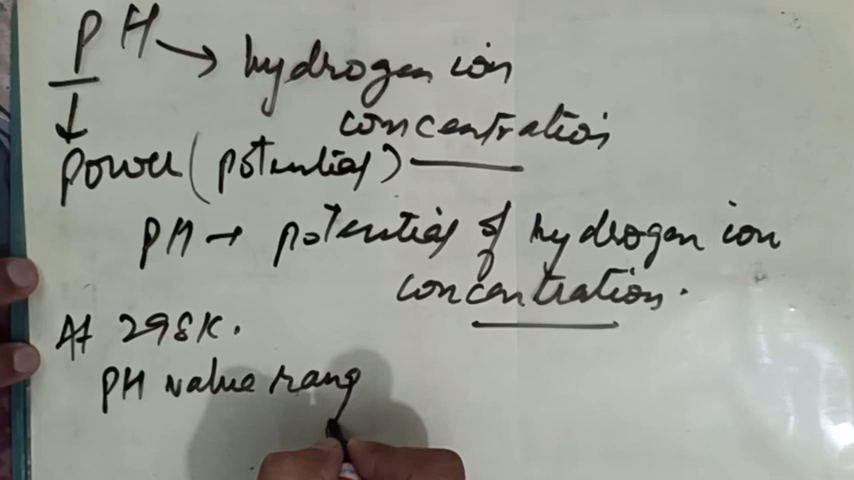 PH → hydrogen ion
concentration
↓
power (potential)
PH → potential of hydrogen ion
concentration.
At 298K.
PH value rang